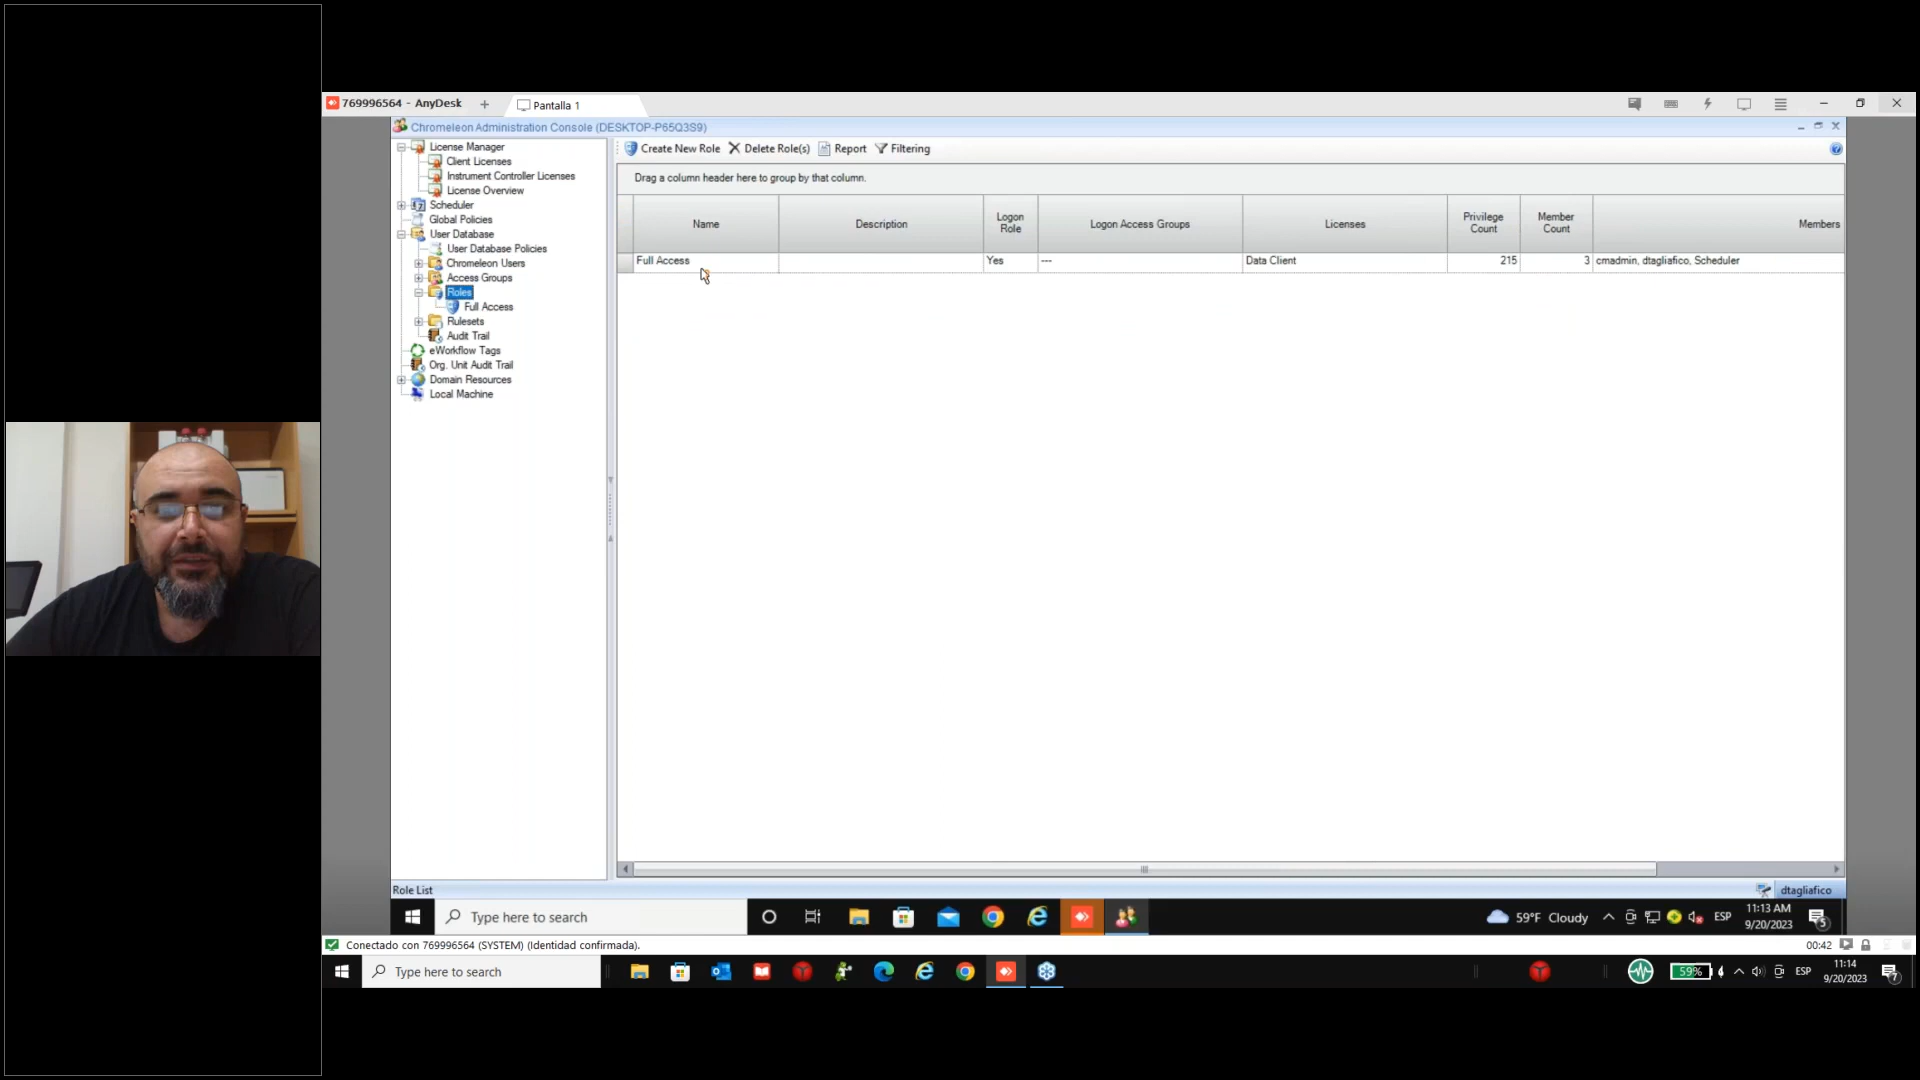 769996564 - AnyDesk
Pantalla 1
Chromeleon Administration Console (DESKTOP-P65Q3S9)
License Manager
Client Licenses
Instrument Controller Licenses
License Overview
Scheduler
Global Policies
User Database
User Database Policies
Chromeleon Users
Access Groups
Roles
Full Access
Rulesets
Audit Trail
eWorkflow Tags
Org. Unit Audit Trail
Domain Resources
Local Machine
Create New Role Delete Role(s) Report Filtering
Drag a column header here to group by that column.
Name Description Logon Role Logon Access Groups Licenses Privilege Count Member Count Members
Full Access Yes --- Data Client 215 3 cmadmin, dtagliafico, Scheduler
Role List dtagliafico
Type here to search 59°F Cloudy ESP 11:13 AM
9/20/2023 5
Conectado con 769996564 (SYSTEM) (Identidad confirmada). 00:42
Type here to search 59% ESP 11:14
9/20/2023 7